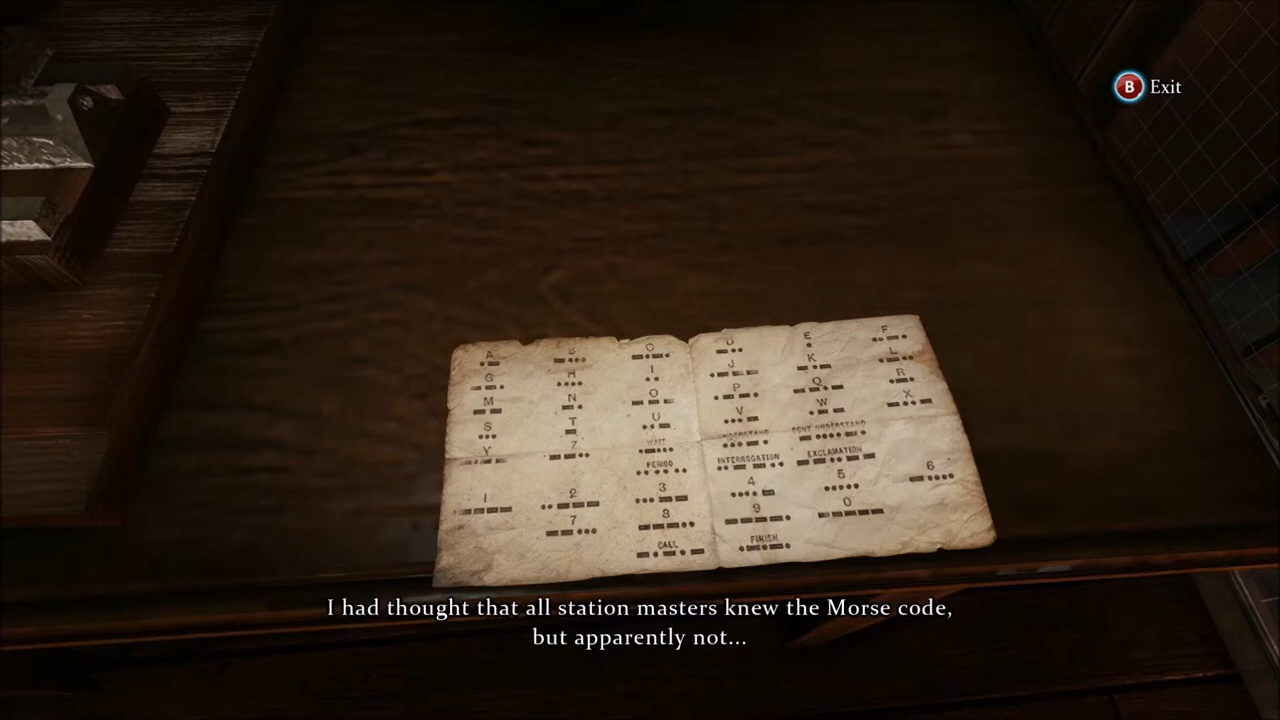 B Exit
A B C D E F
G H I J K L
M N O P Q R
S T U V W X
Y 7 WAIT UNDERSTAND DONT UNDERSTAND
PERIOD INTERROGATION EXCLAMATION
1 2 3 4 5 6
7 8 9 0
CALL FINISH
I had thought that all station masters knew the Morse code,
but apparently not...